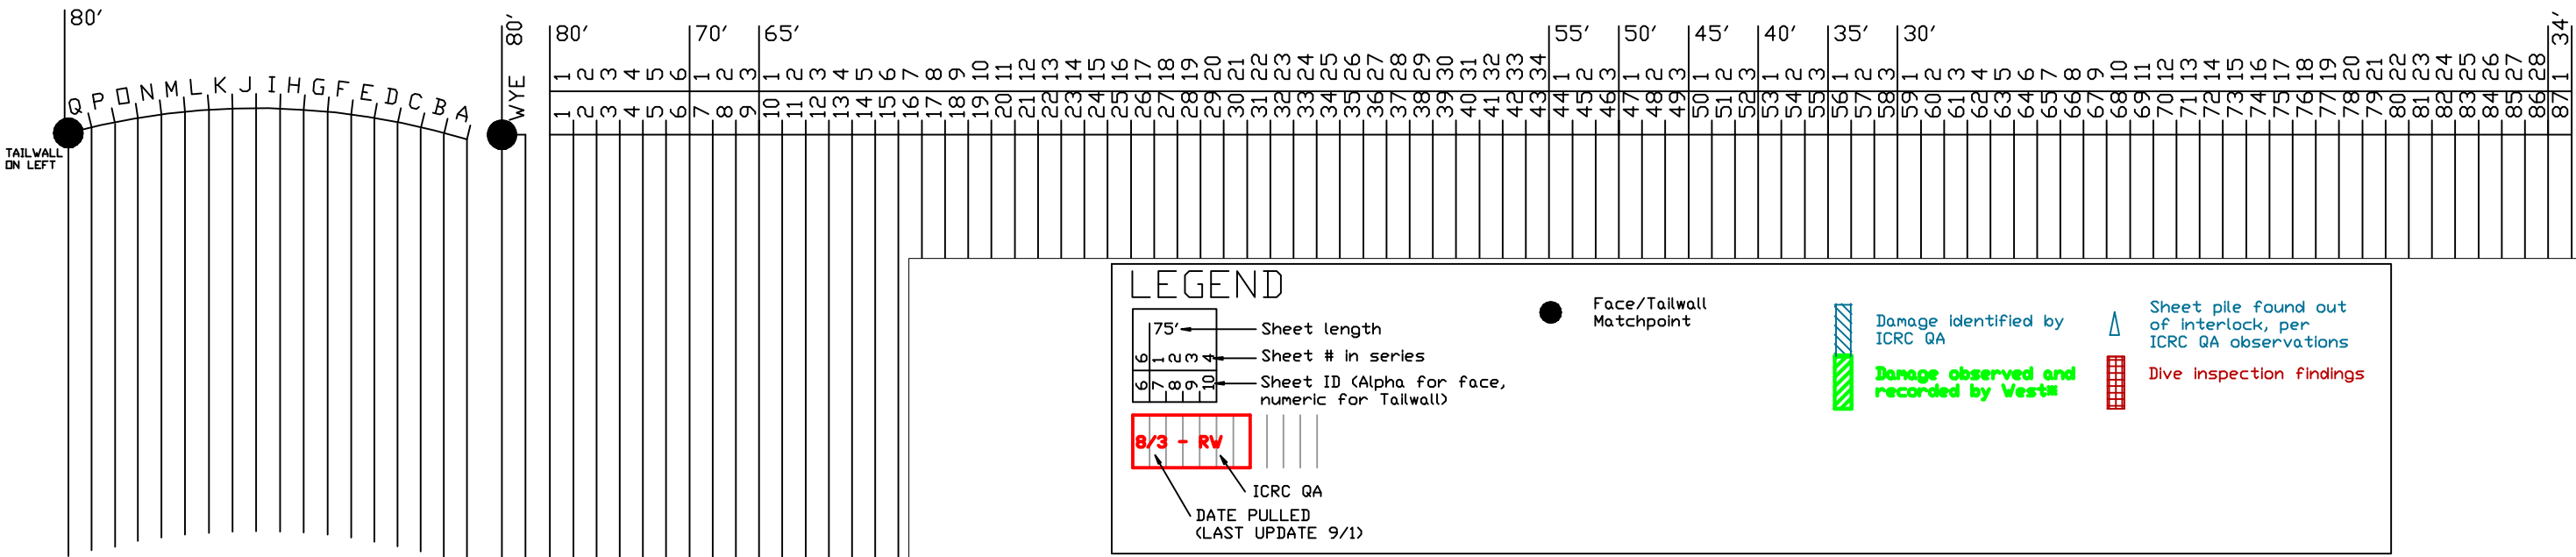 80'
Q P O N M L K J I H G F E D C B A
TAILWALL
ON LEFT
WYE 80'
80' 70' 65' 55' 50' 45' 40' 35' 30' 34'
1 2 3 4 5 6 1 2 3 1 2 3 4 5 6 7 8 9 10 11 12 13 14 15 16 17 18 19 20 21 22 23 24 25 26 27 28 29 30 31 32 33 34 1 2 3 1 2 3 1 2 3 1 2 3 1 2 3 1 2 3 4 5 6 7 8 9 10 11 12 13 14 15 16 17 18 19 20 21 22 23 24 25 26 27 28 1
1 2 3 4 5 6 7 8 9 10 11 12 13 14 15 16 17 18 19 20 21 22 23 24 25 26 27 28 29 30 31 32 33 34 35 36 37 38 39 40 41 42 43 44 45 46 47 48 49 50 51 52 53 54 55 56 57 58 59 60 61 62 63 64 65 66 67 68 69 70 71 72 73 74 75 76 77 78 79 80 81 82 83 84 85 86 87
LEGEND
75'
Sheet length
6 1 2 3 4
Sheet # in series
6 7 8 9 10
Sheet ID (Alpha for face,
numeric for Tailwall)
8/3 - RW
ICRC QA
DATE PULLED
(LAST UPDATE 9/1)
Face/Tailwall
Matchpoint
Damage identified by
ICRC QA
Damage observed and
recorded by West*
Sheet pile found out
of interlock, per
ICRC QA observations
Dive inspection findings